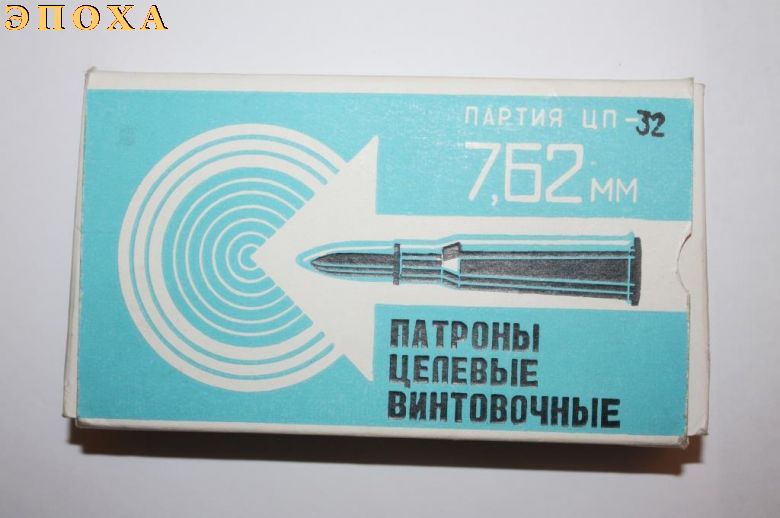 ЭПОХА
ПАРТИЯ ЦП-32
7,62 мм
ПАТРОНЫ
ЦЕЛЕВЫЕ
ВИНТОВОЧНЫЕ